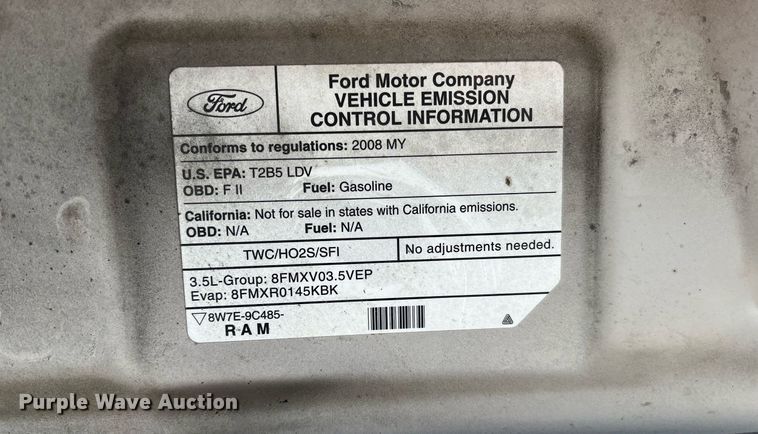 Ford
Ford Motor Company
VEHICLE EMISSION
CONTROL INFORMATION
Conforms to regulations: 2008 MY
U.S. EPA: T2B5 LDV
OBD: F II Fuel: Gasoline
California: Not for sale in states with California emissions.
OBD: N/A Fuel: N/A
TWC/HO2S/SFI No adjustments needed.
3.5L-Group: 8FMXV03.5VEP
Evap: 8FMXR0145KBK
▽8W7E-9C485-
RAM
Purple Wave Auction